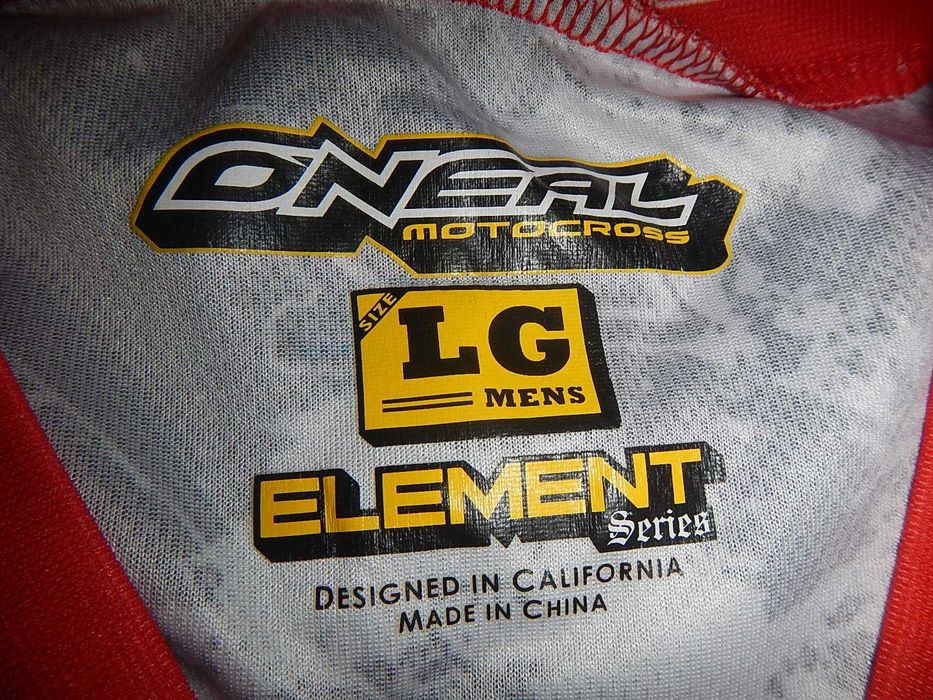 ONEAL
MOTOCROSS
SIZE
LG
MENS
ELEMENT
Series
DESIGNED IN CALIFORNIA
MADE IN CHINA